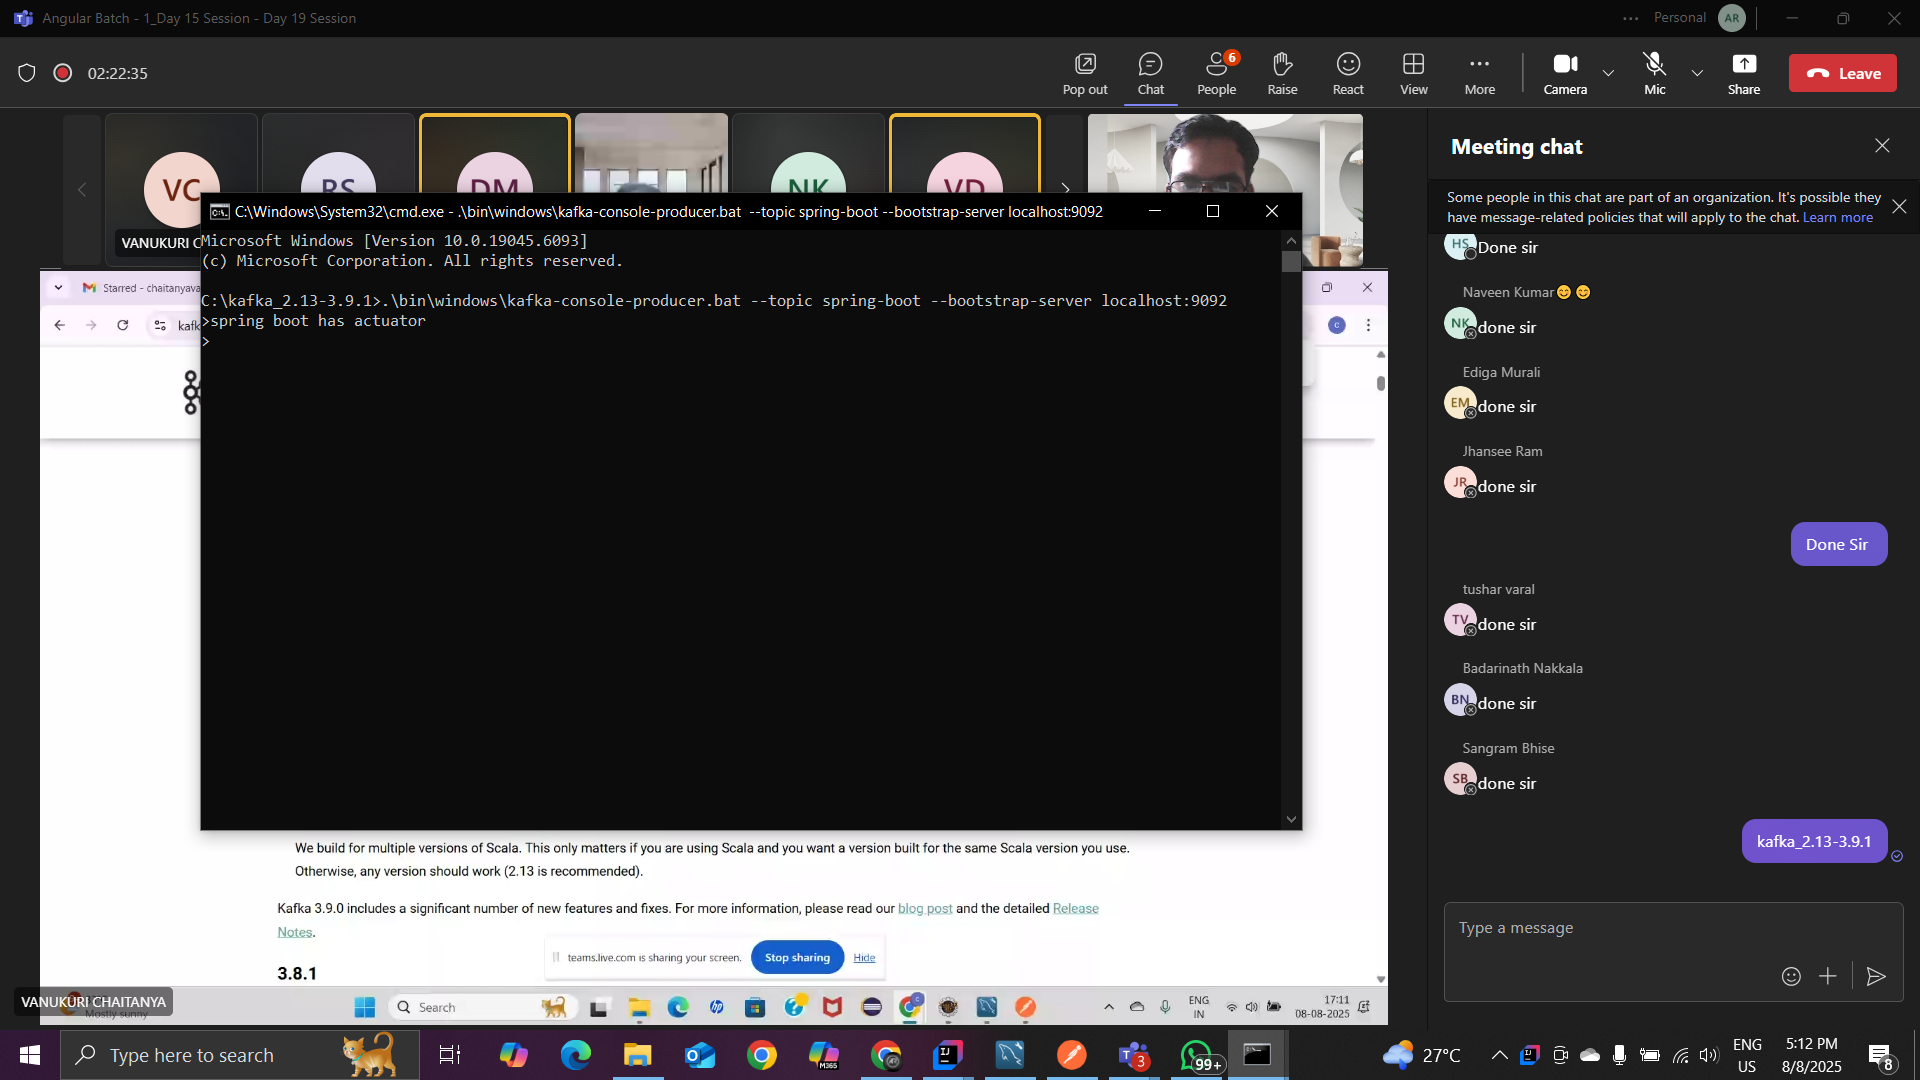 Angular Batch - 1_Day 15 Session - Day 19 Session
Personal
AR
02:22:35
Pop out
Chat
6
People
Raise
React
View
More
Camera
Mic
Share
Leave
VC
RS
DM
NK
VD
VANUKURI C
C:\Windows\System32\cmd.exe - .\bin\windows\kafka-console-producer.bat --topic spring-boot --bootstrap-server localhost:9092
Microsoft Windows [Version 10.0.19045.6093]
(c) Microsoft Corporation. All rights reserved.
C:\kafka_2.13-3.9.1>.\bin\windows\kafka-console-producer.bat --topic spring-boot --bootstrap-server localhost:9092
>spring boot has actuator
>
Starred - chaitanyava
kafk
C
We build for multiple versions of Scala. This only matters if you are using Scala and you want a version built for the same Scala version you use.
Otherwise, any version should work (2.13 is recommended).
Kafka 3.9.0 includes a significant number of new features and fixes. For more information, please read our blog post and the detailed Release
Notes.
teams.live.com is sharing your screen.
Stop sharing
Hide
3.8.1
VANUKURI CHAITANYA
Mostly sunny
Search
ENG
IN
17:11
08-08-2025
Meeting chat
Some people in this chat are part of an organization. It's possible they
have message-related policies that will apply to the chat. Learn more
HS
Done sir
Naveen Kumar😊 😊
NK
done sir
Ediga Murali
EM
done sir
Jhansee Ram
JR
done sir
Done Sir
tushar varal
TV
done sir
Badarinath Nakkala
BN
done sir
Sangram Bhise
SB
done sir
kafka_2.13-3.9.1
Type a message
Type here to search
M365
3
99+
27°C
ENG
US
5:12 PM
8/8/2025
8